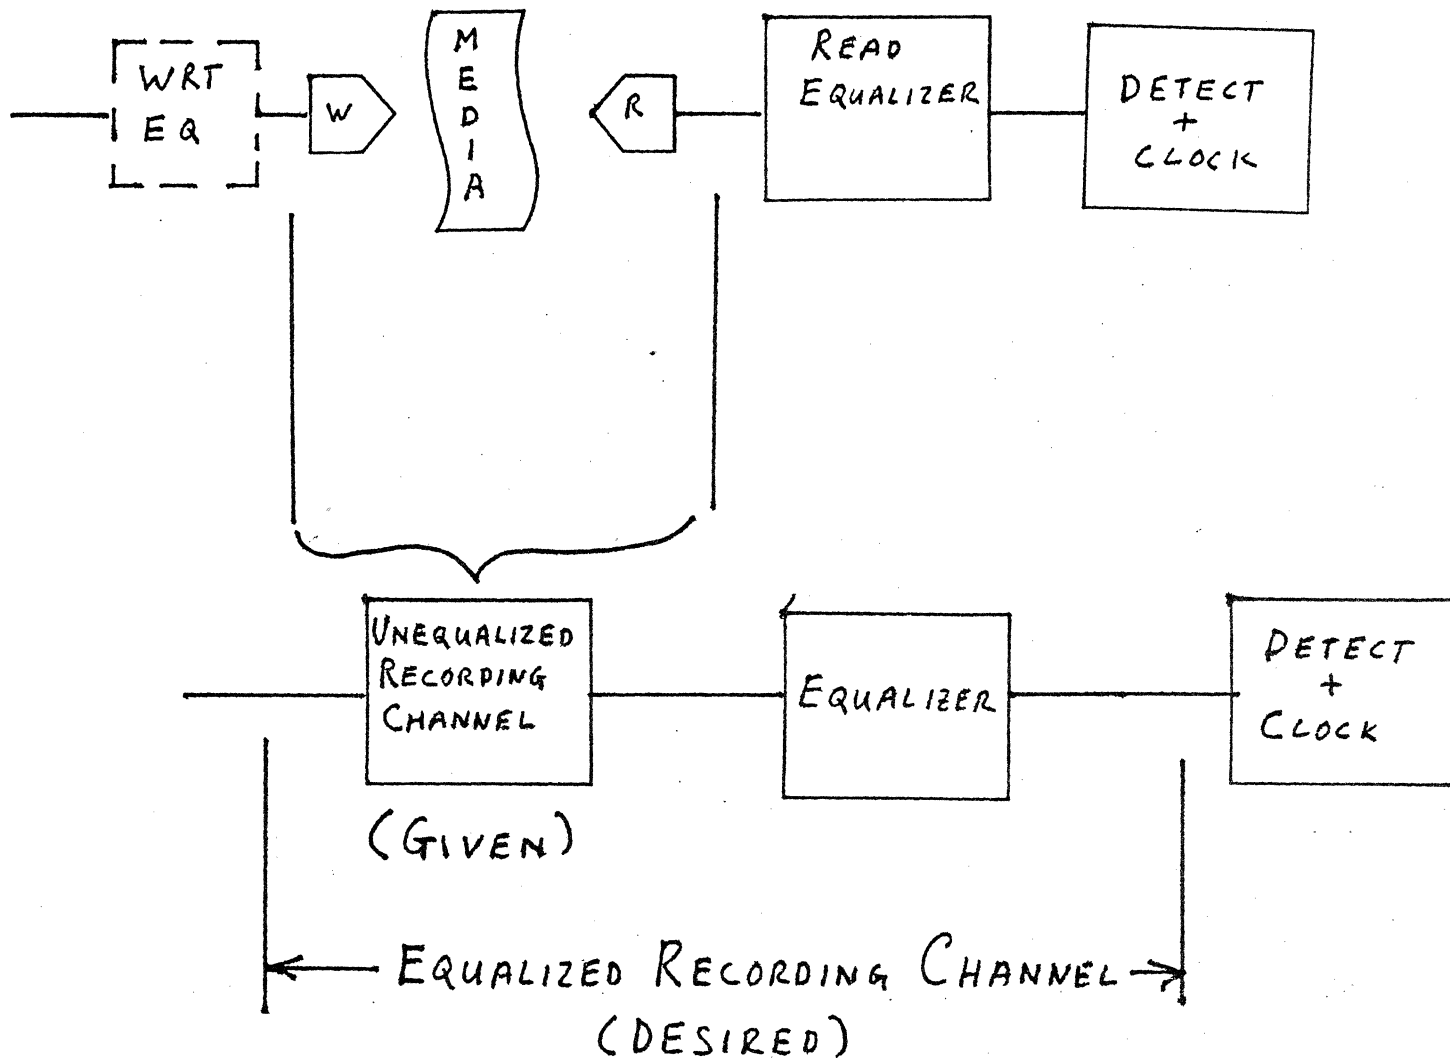 WRT
EQ
W
M
E
D
I
A
R
READ
EQUALIZER
DETECT
+
CLOCK
UNEQUALIZED
RECORDING
CHANNEL
(GIVEN)
EQUALIZER
DETECT
+
CLOCK
EQUALIZED RECORDING CHANNEL
(DESIRED)